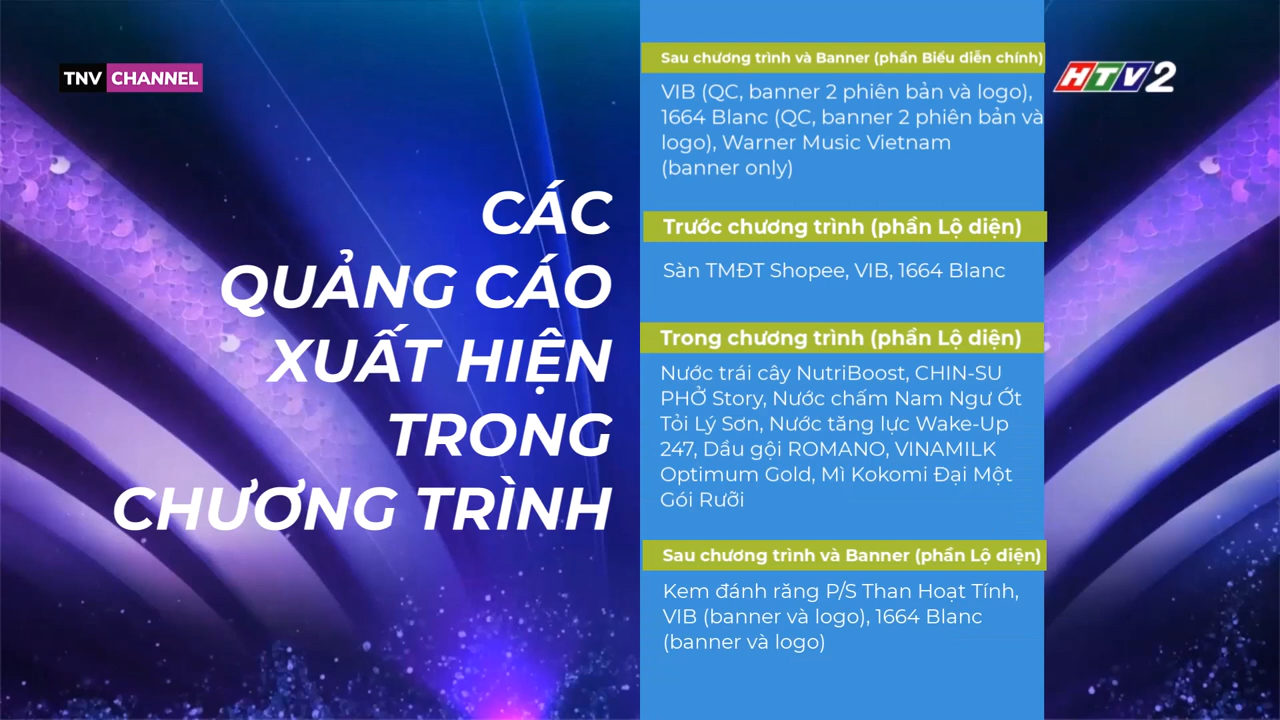 TNV CHANNEL
HTV2
CÁC
QUẢNG CÁO
XUẤT HIỆN
TRONG
CHƯƠNG TRÌNH
Sau chương trình và Banner (phần Biểu diễn chính)
VIB (QC, banner 2 phiên bản và logo),
1664 Blanc (QC, banner 2 phiên bản và
logo), Warner Music Vietnam
(banner only)
Trước chương trình (phần Lộ diện)
Sàn TMĐT Shopee, VIB, 1664 Blanc
Trong chương trình (phần Lộ diện)
Nước trái cây NutriBoost, CHIN-SU
PHỞ Story, Nước chấm Nam Ngư Ớt
Tỏi Lý Sơn, Nước tăng lực Wake-Up
247, Dầu gội ROMANO, VINAMILK
Optimum Gold, Mì Kokomi Đại Một
Gói Rưỡi
Sau chương trình và Banner (phần Lộ diện)
Kem đánh răng P/S Than Hoạt Tính,
VIB (banner và logo), 1664 Blanc
(banner và logo)